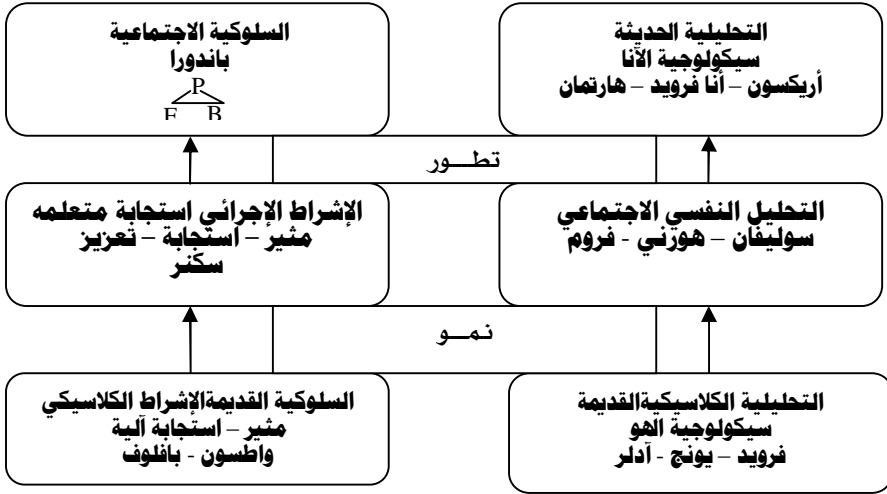 التحليلية الحديثة
سيكولوجية الآنا
أريكسون – أنا فرويد – هارتمان
السلوكية الاجتماعية
باندورا
P
E B
تطــور
التحليل النفسي الاجتماعي
سوليفان – هورني - فروم
الإشراط الإجرائي استجابة متعلمه
مثير – استجابة – تعزيز
سكنر
نمــو
التحليلية الكلاسيكيةالقديمة
سيكولوجية الهو
فرويد – يونج - آدلر
السلوكية القديمةالإشراط الكلاسيكي
مثير – استجابة آلية
واطسون - بافلوف